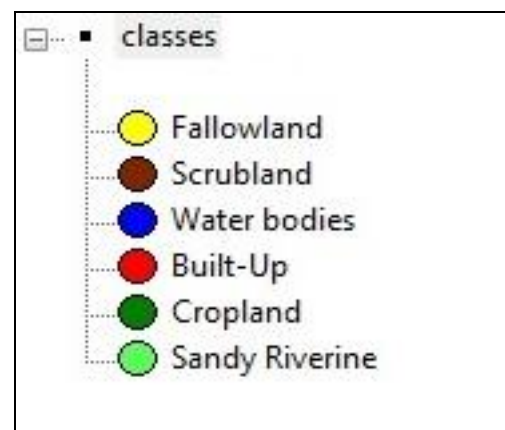 classes
Fallowland
Scrubland
Water bodies
Built-Up
Cropland
Sandy Riverine